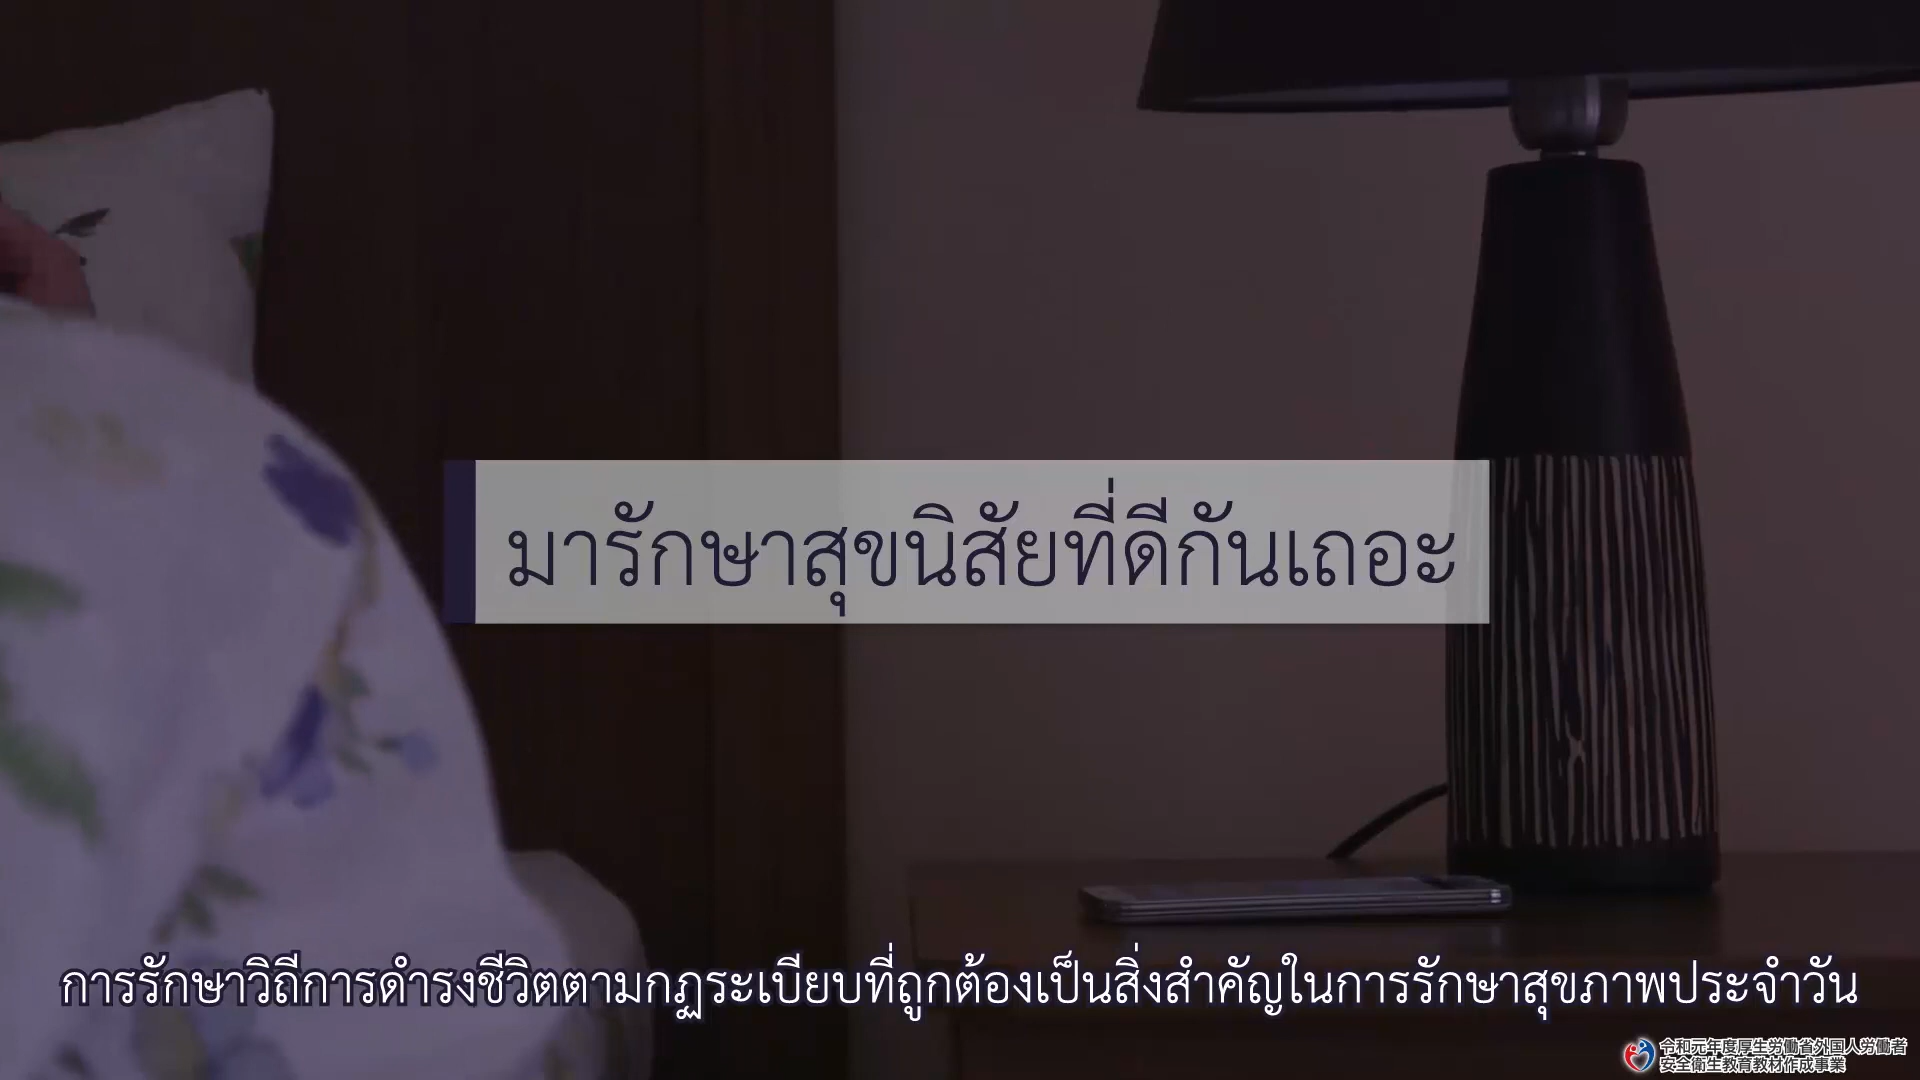 มารักษาสุขนิสัยที่ดีกันเถอะ
การรักษาวิถีการดำรงชีวิตตามกฏระเบียบที่ถูกต้องเป็นสิ่งสำคัญในการรักษาสุขภาพประจำวัน
令和元年度厚生労働省外国人労働者
安全衛生教育教材作成事業